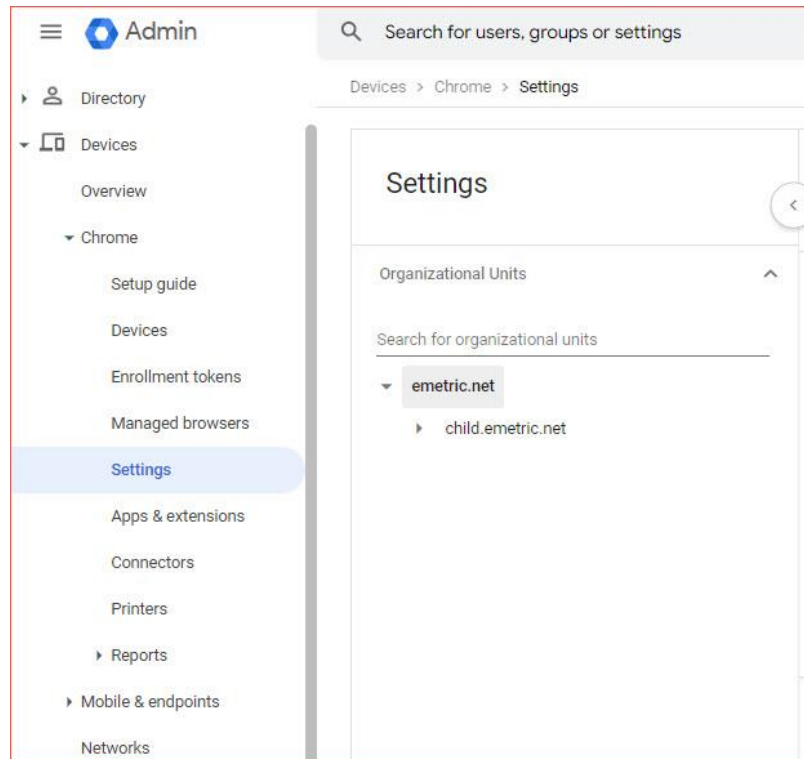 Admin
Search for users, groups or settings
Directory
Devices
Overview
Chrome
Setup guide
Devices
Enrollment tokens
Managed browsers
Settings
Apps & extensions
Connectors
Printers
Reports
Mobile & endpoints
Networks
Devices > Chrome > Settings
Settings
Organizational Units
Search for organizational units
emetric.net
child.emetric.net